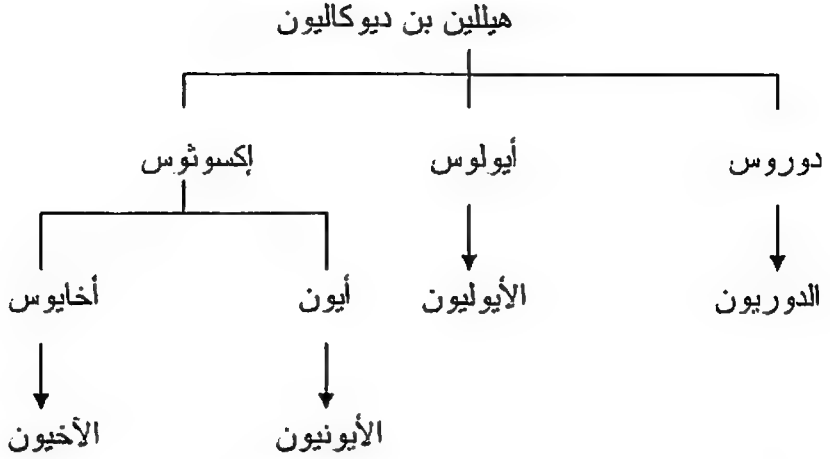 هيللين بن ديوكاليون
دوروس أيولوس إكسوثوس
الدوريون الأيوليون أيون أخايوس
الأيونيون الآخيون